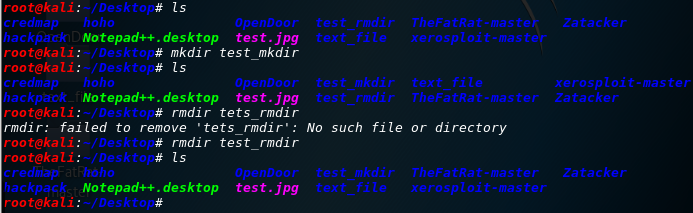 root@kali:~/Desktop# ls
credmap hoho OpenDoor test_rmdir TheFatRat-master Zatacker
hackpack Notepad++.desktop test.jpg text_file xerosploit-master
root@kali:~/Desktop# mkdir test_mkdir
root@kali:~/Desktop# ls
credmap hoho OpenDoor test_mkdir text_file xerosploit-master
hackpack Notepad++.desktop test.jpg test_rmdir TheFatRat-master Zatacker
root@kali:~/Desktop# rmdir tets_rmdir
rmdir: failed to remove 'tets_rmdir': No such file or directory
root@kali:~/Desktop# rmdir test_rmdir
root@kali:~/Desktop# ls
credmap hoho OpenDoor test_mkdir TheFatRat-master Zatacker
hackpack Notepad++.desktop test.jpg text_file xerosploit-master
root@kali:~/Desktop#